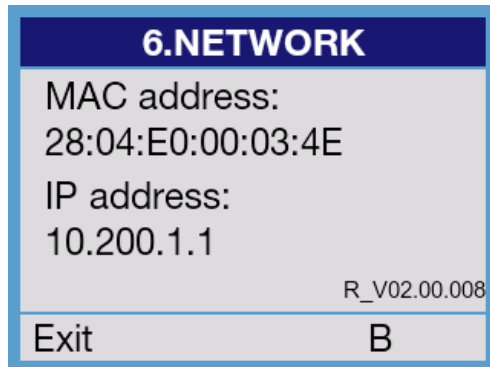 6.NETWORK
MAC address:
28:04:E0:00:03:4E
IP address:
10.200.1.1
R_V02.00.008
Exit B